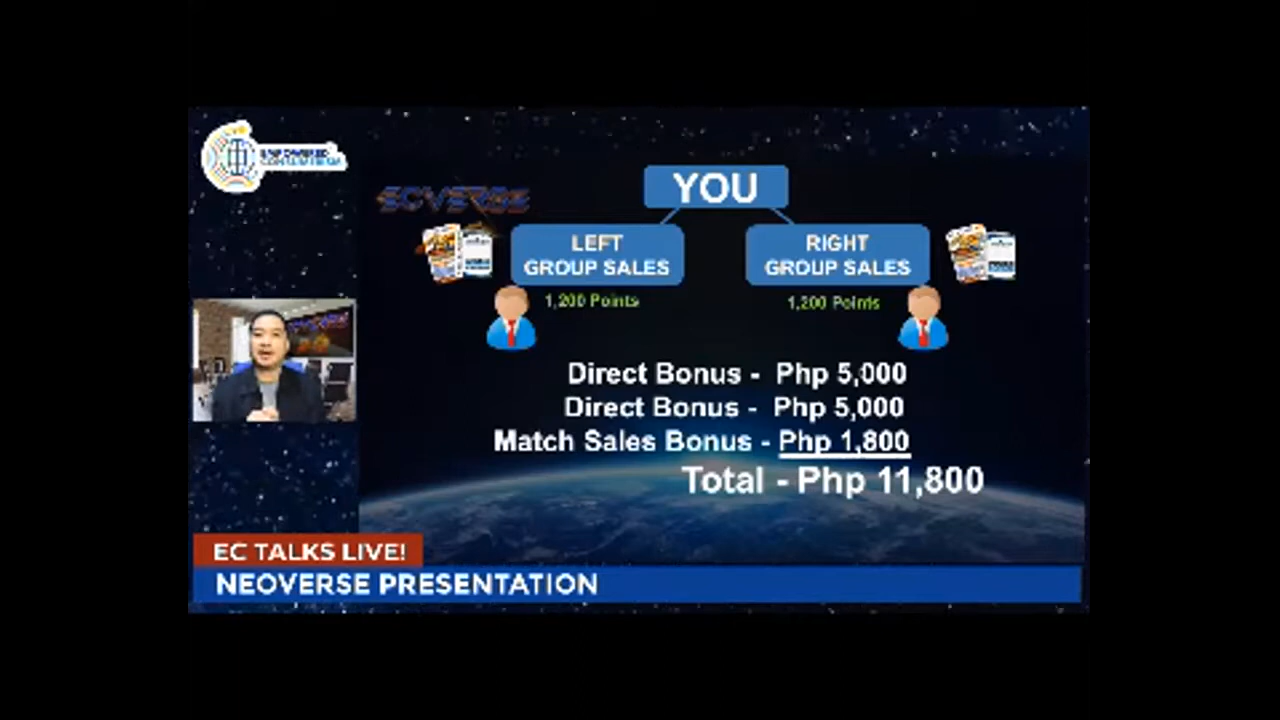 ECVERSE
YOU
LEFT
GROUP SALES
RIGHT
GROUP SALES
1,200 Points
1,200 Points
Direct Bonus - Php 5,000
Direct Bonus - Php 5,000
Match Sales Bonus - Php 1,800
Total - Php 11,800
EC TALKS LIVE!
NEOVERSE PRESENTATION